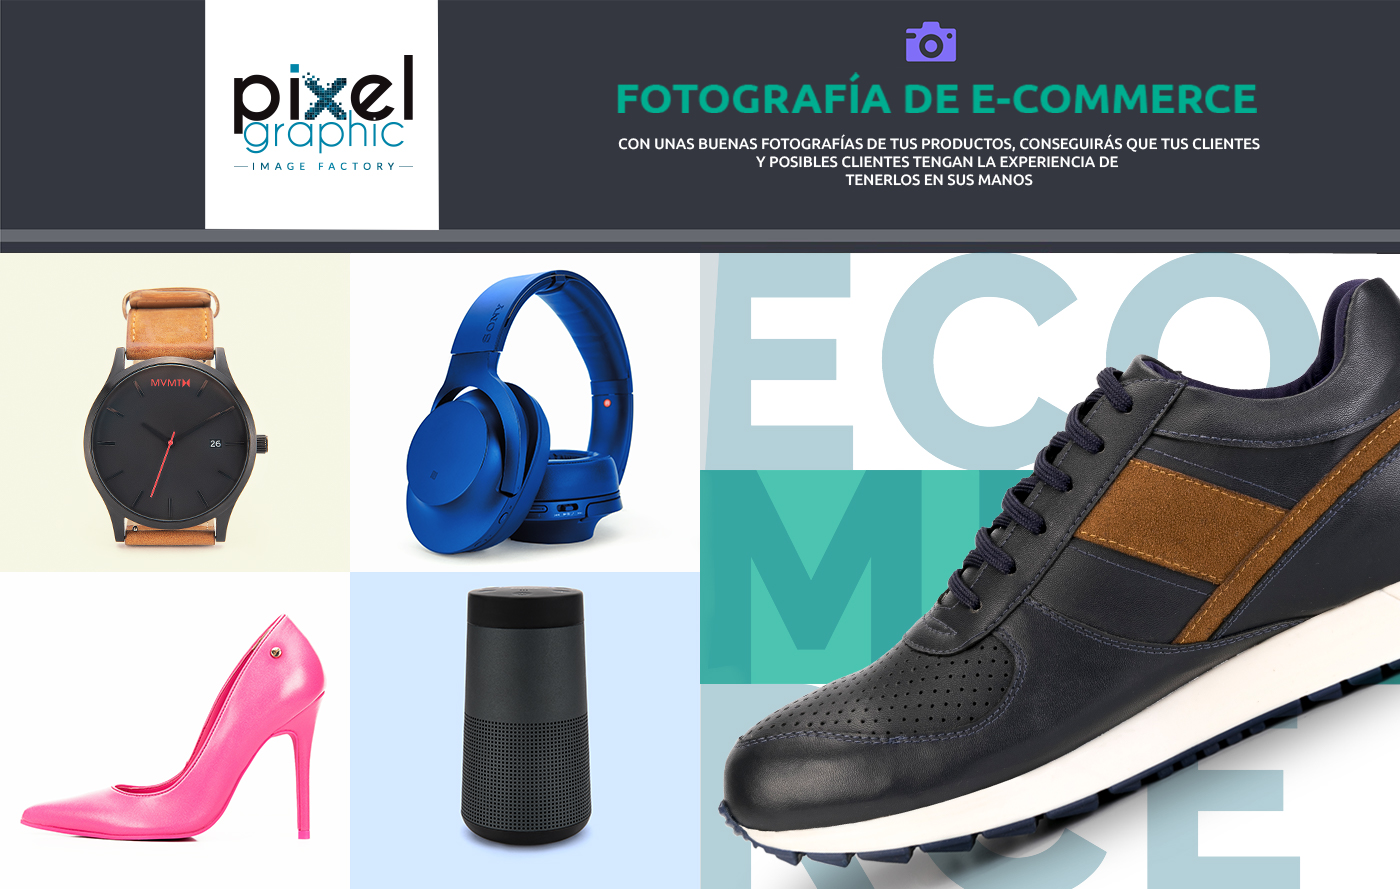 pixel
graphic
IMAGE FACTORY
FOTOGRAFÍA DE E-COMMERCE
CON UNAS BUENAS FOTOGRAFÍAS DE TUS PRODUCTOS, CONSEGUIRÁS QUE TUS CLIENTES
Y POSIBLES CLIENTES TENGAN LA EXPERIENCIA DE
TENERLOS EN SUS MANOS
MVMT
26
SONY
ECO
M
RCE